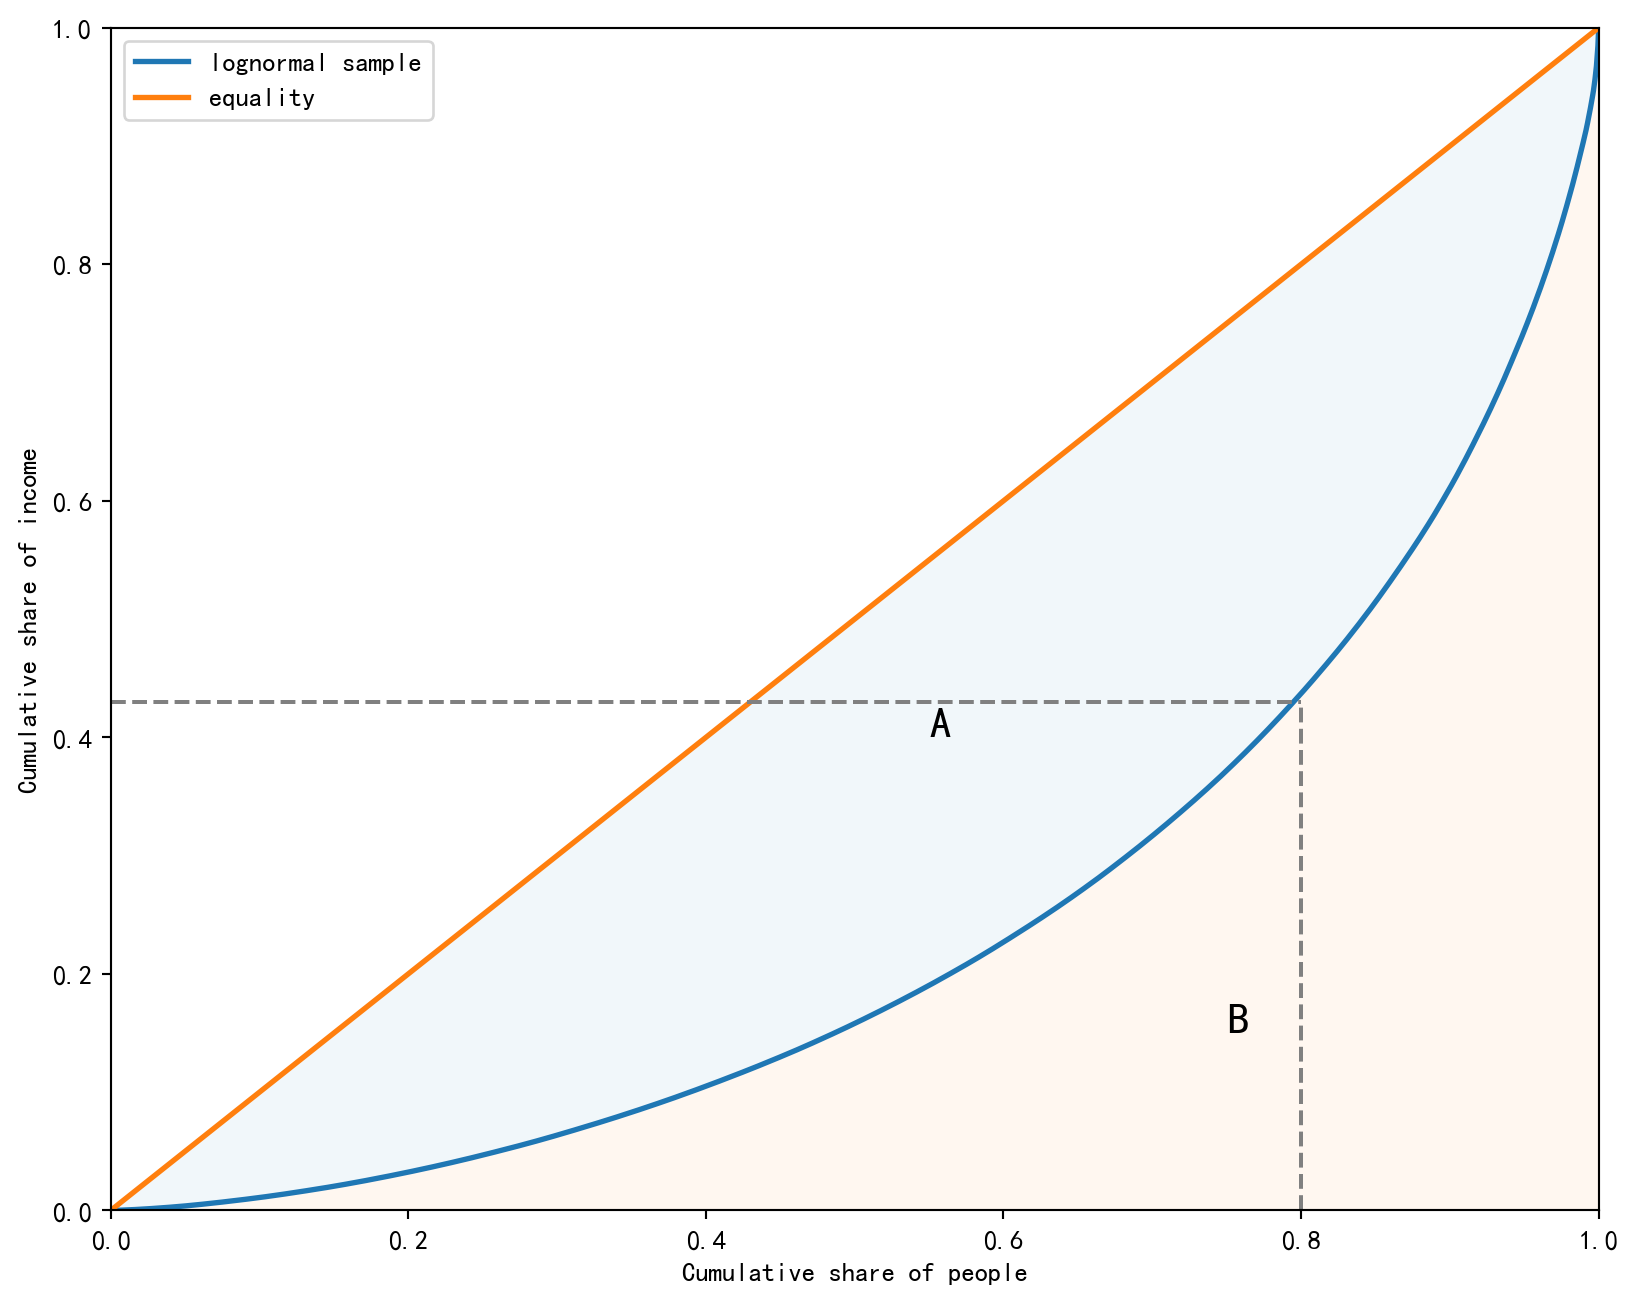 1.0
lognormal sample
equality
0.8
0.6
Cumulative share of income
A
0.4
0.2
B
0.0
0.0 0.2 0.4 0.6 0.8 1.0
Cumulative share of people